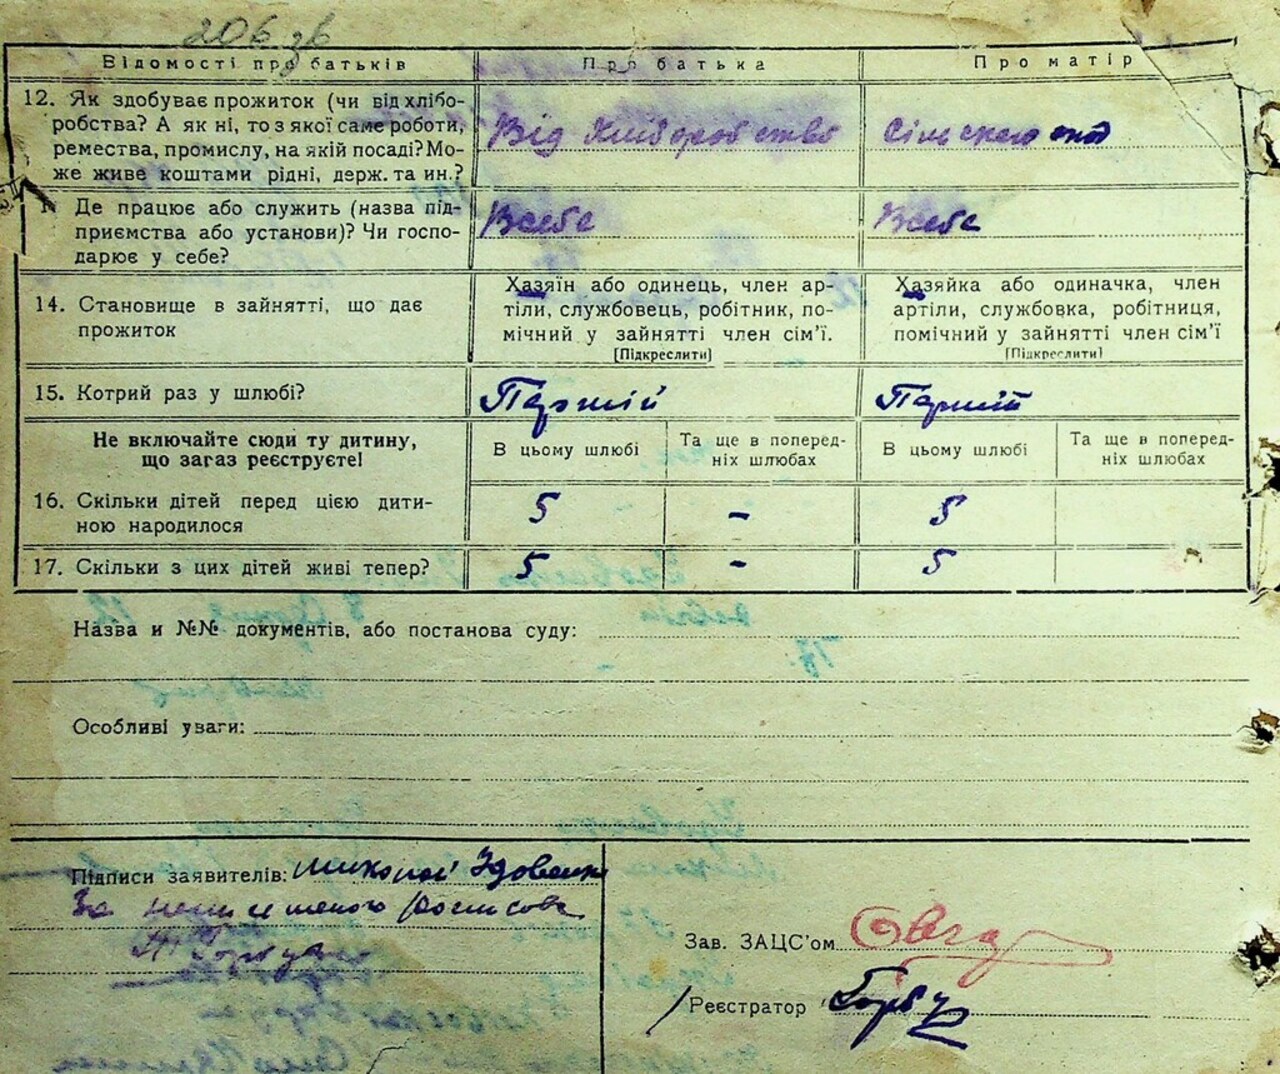 206 зв
Відомості про батьків
Про батька
Про матір
12. Як здобуває прожиток (чи від хлібо-
робства? А як ні, то з якої саме роботи,
ремества, промислу, на якій посаді? Мо-
же живе коштами рідні, держ. та ин.?
Від Хліборобство
Де працює або служить (назва під-
приємства або установи)? Чи госпо-
дарює у себе?
Всебе
Всебе
14. Становище в зайнятті, що дає
прожиток
Хазяїн або одинець, член ар-
тіли, службовець, робітник, по-
мічний у зайнятті член сім'ї.
[Підкреслити]
Хазяйка або одиначка, член
артіли, службовка, робітниця,
помічний у зайнятті член сім'ї
[Підкреслити]
15. Котрий раз у шлюбі?
Першій
Перший
Не включайте сюди ту дитину,
що загаз реєструєте!
В цьому шлюбі
Та ще в поперед-
ніх шлюбах
В цьому шлюбі
Та ще в поперед-
ніх шлюбах
16. Скільки дітей перед цією дити-
ною народилося
5
-
5
17. Скільки з цих дітей живі тепер?
5
-
5
Назва и №№ документів, або постанова суду:
Особливі уваги:
Підписи заявителів: Николай
За
Зав. ЗАЦС'ом
Реєстратор